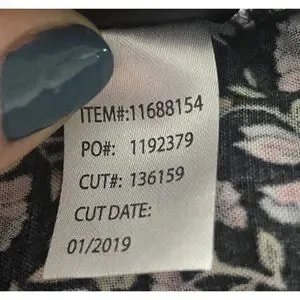 ITEM#:11688154
PO#: 1192379
CUT#: 136159
CUT DATE:
01/2019